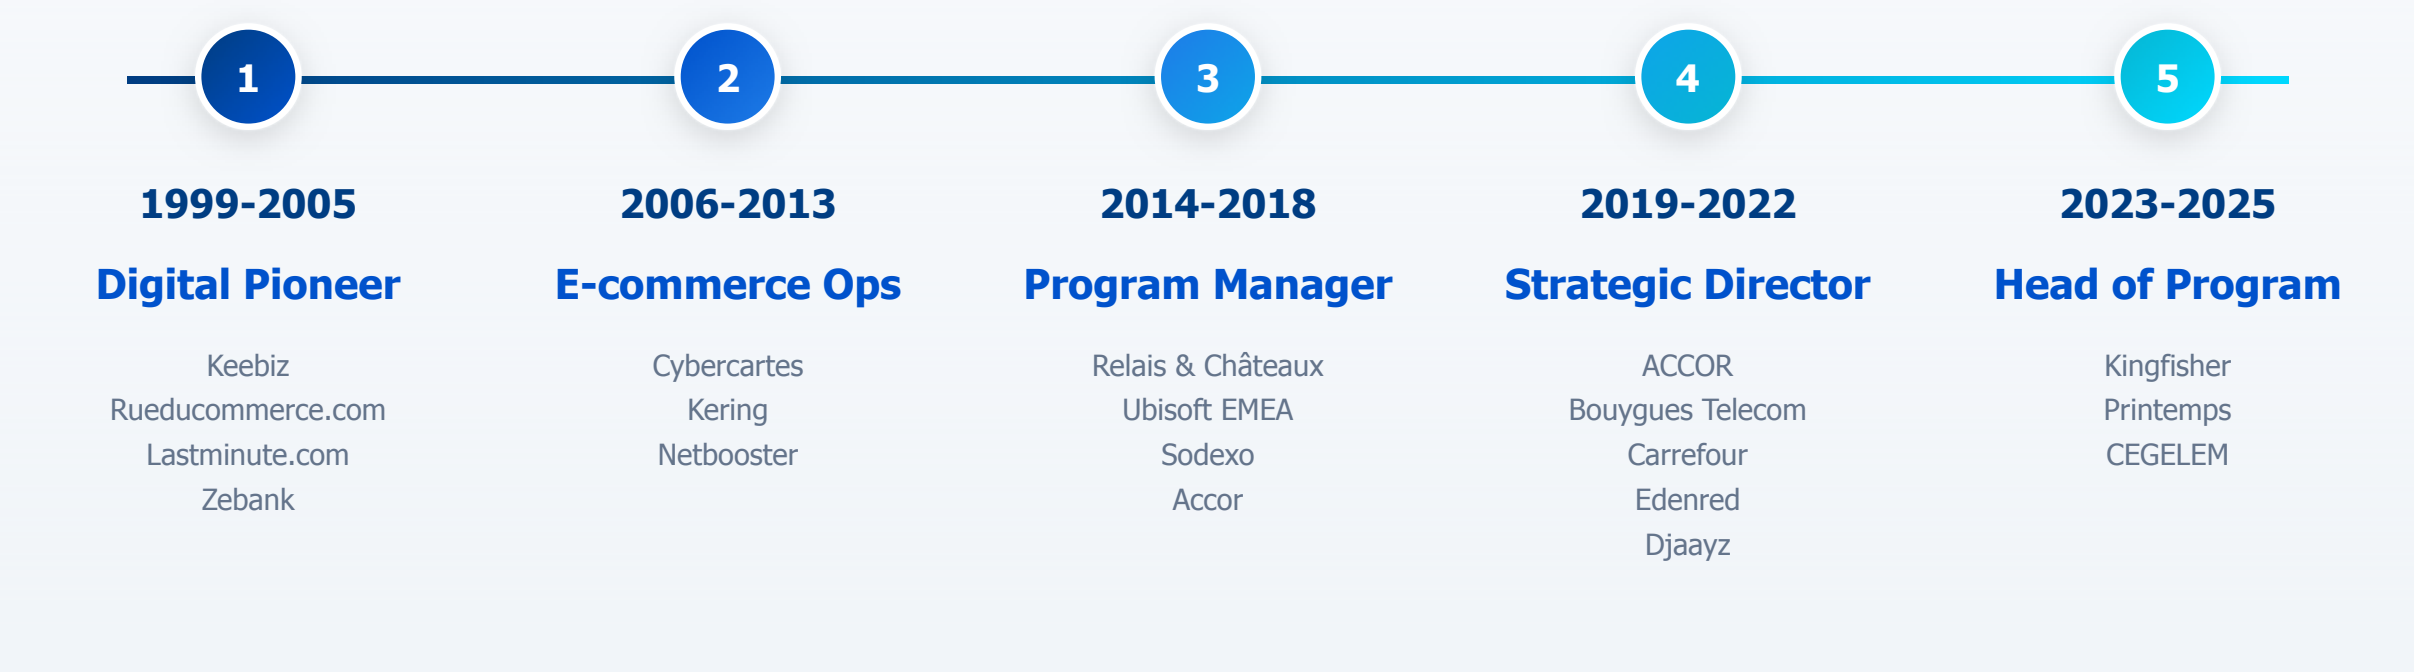 1
2
3
4
5
1999-2005
2006-2013
2014-2018
2019-2022
2023-2025
Digital Pioneer
E-commerce Ops
Program Manager
Strategic Director
Head of Program
Keebiz
Rueducommerce.com
Lastminute.com
Zebank
Cybercartes
Kering
Netbooster
Relais & Châteaux
Ubisoft EMEA
Sodexo
Accor
ACCOR
Bouygues Telecom
Carrefour
Edenred
Djaayz
Kingfisher
Printemps
CEGELEM